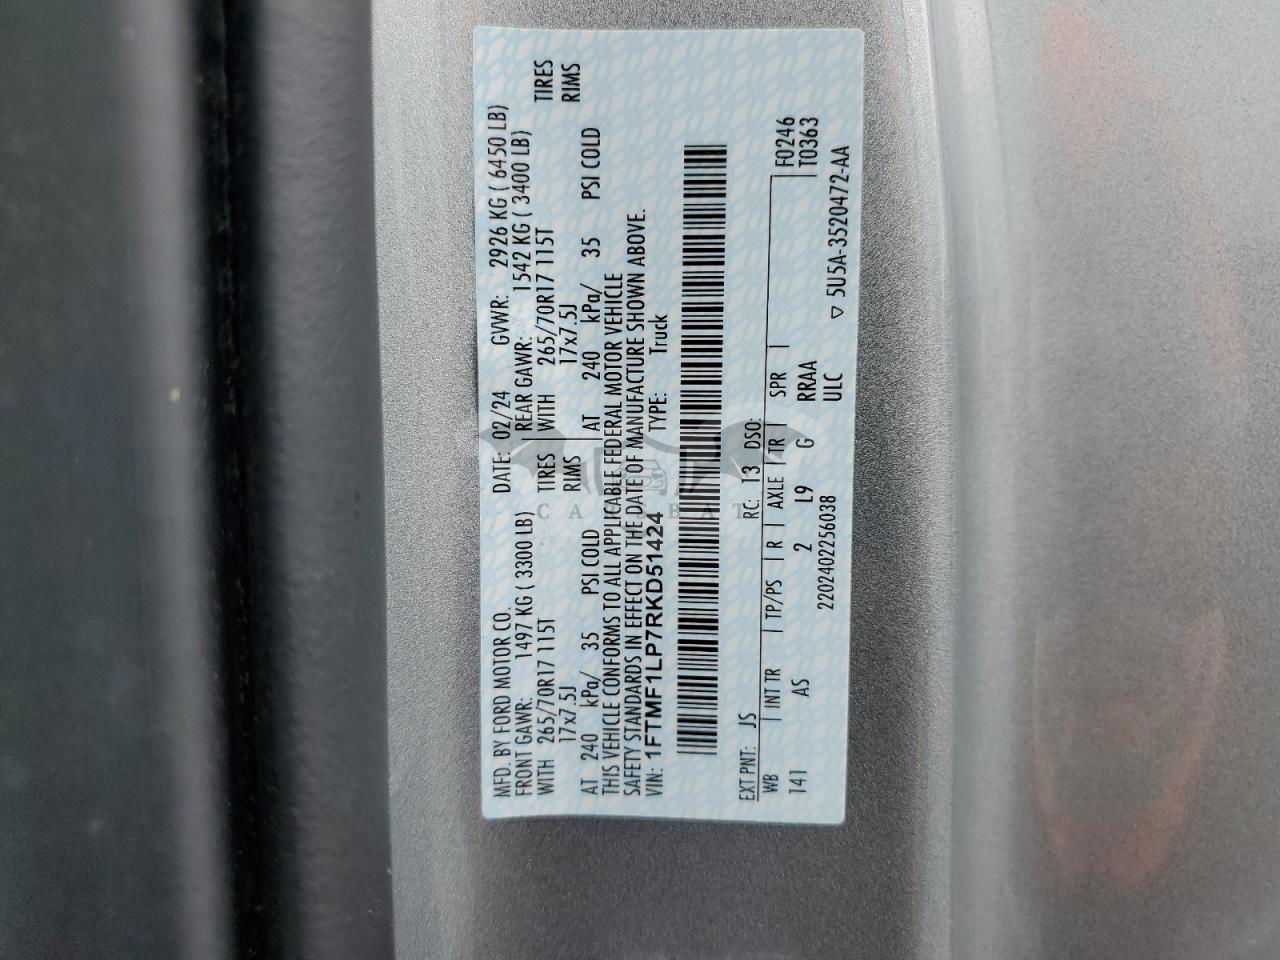 MFD. BY FORD MOTOR CO. DATE: 02/24 GVWR: 2926 KG ( 6450 LB)
FRONT GAWR: 1497 KG ( 3300 LB) REAR GAWR: 1542 KG ( 3400 LB)
WITH 265/70R17 115T TIRES WITH 265/70R17 115T TIRES
17x7.5J RIMS 17x7.5J RIMS
AT 240 kPa/ 35 PSI COLD AT 240 kPa/ 35 PSI COLD
THIS VEHICLE CONFORMS TO ALL APPLICABLE FEDERAL MOTOR VEHICLE
SAFETY STANDARDS IN EFFECT ON THE DATE OF MANUFACTURE SHOWN ABOVE.
VIN: 1FTMF1LP7RKD51424 TYPE: Truck
EXT PNT: JS RC: 13 DSO: F0246
WB INT TR TP/PS R AXLE TR SPR T0363
141 AS 2 L9 G RRAA
2202402256038 ULC ▽ 5U5A-3520472-AA
CARBAT